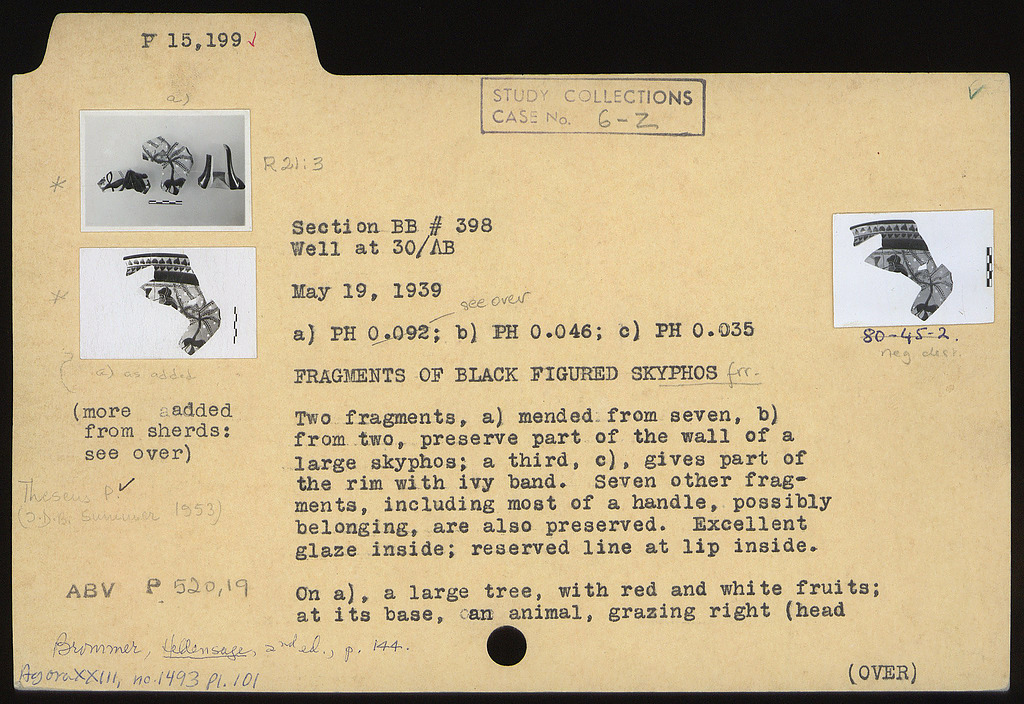 P 15,199 ✓
a)
STUDY COLLECTIONS
CASE No. 6-Z
R 21:3
*
Section BB # 398
Well at 30/ΛB
*
May 19, 1939
see over
a) PH 0.092; b) PH 0.046; c) PH 0.035
80-45-2.
neg. dest.
a) as added
FRAGMENTS OF BLACK FIGURED SKYPHOS frr.
(more added
from sherds:
see over)
Two fragments, a) mended from seven, b)
from two, preserve part of the wall of a
large skyphos; a third, c), gives part of
the rim with ivy band. Seven other frag-
ments, including most of a handle, possibly
belonging, are also preserved. Excellent
glaze inside; reserved line at lip inside.
Theseus P. ✓
(J.D.B. Summer 1953)
ABV P. 520,19
On a), a large tree, with red and white fruits;
at its base, an animal, grazing right (head
Brommer, Heldensage, 2nd ed., p. 144.
Agora XXIII, no. 1493 Pl. 101
(OVER)